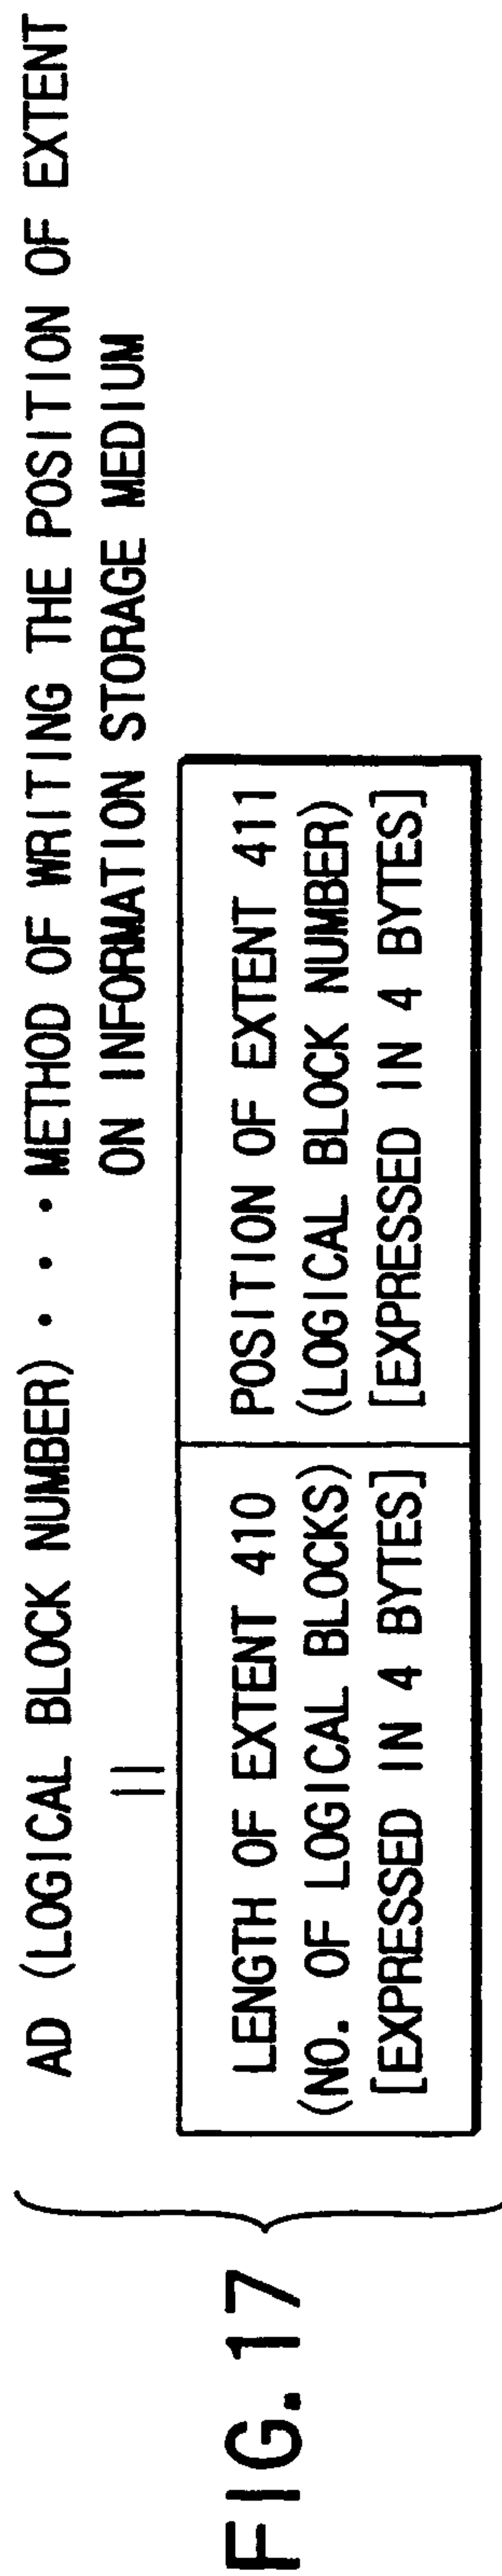 AD (LOGICAL BLOCK NUMBER) • • • METHOD OF WRITING THE POSITION OF EXTENT
ON INFORMATION STORAGE MEDIUM
||
LENGTH OF EXTENT 410
(NO. OF LOGICAL BLOCKS)
[EXPRESSED IN 4 BYTES]
POSITION OF EXTENT 411
(LOGICAL BLOCK NUMBER)
[EXPRESSED IN 4 BYTES]
FIG. 17